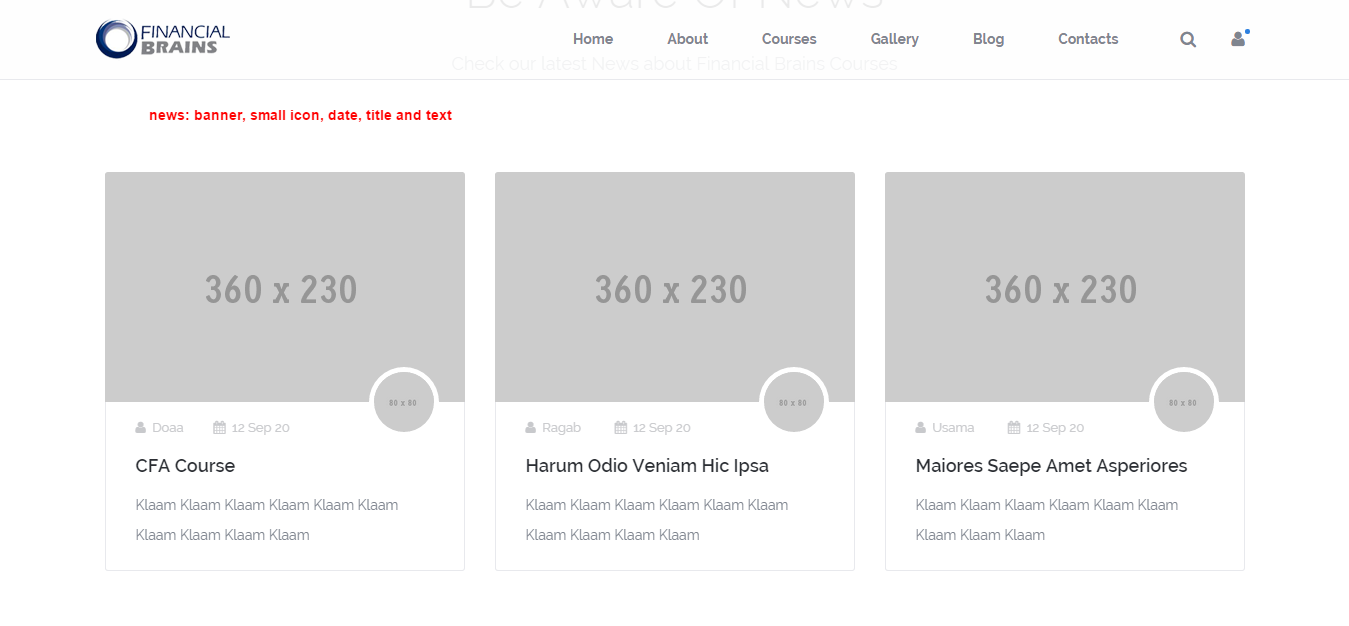 Be Aware Of News
FINANCIAL
BRAINS
Home About Courses Gallery Blog Contacts
Check our latest News about Financial Brains Courses
news: banner, small icon, date, title and text
360 x 230 360 x 230 360 x 230
80 x 80 80 x 80 80 x 80
Doaa 12 Sep 20 Ragab 12 Sep 20 Usama 12 Sep 20
CFA Course Harum Odio Veniam Hic Ipsa Maiores Saepe Amet Asperiores
Klaam Klaam Klaam Klaam Klaam Klaam Klaam Klaam Klaam Klaam Klaam Klaam Klaam Klaam Klaam Klaam Klaam Klaam
Klaam Klaam Klaam Klaam Klaam Klaam Klaam Klaam Klaam Klaam Klaam